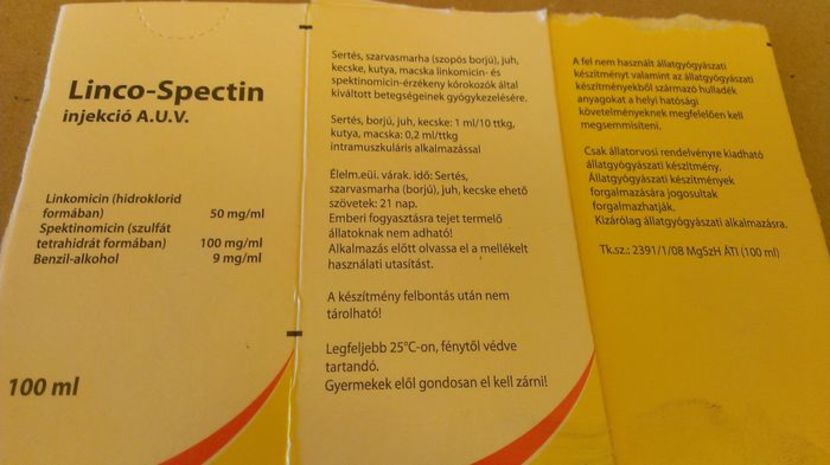 Linco-Spectin
injekció A.U.V.
Linkomicin (hidroklorid
formában) 50 mg/ml
Spektinomicin (szulfát
tetrahidrát formában) 100 mg/ml
Benzil-alkohol 9 mg/ml
100 ml
Sertés, szarvasmarha (szopós borjú), juh,
kecske, kutya, macska linkomicin- és
spektinomicin-érzékeny kórokozók által
kiváltott betegségeinek gyógykezelésére.
Sertés, borjú, juh, kecske: 1 ml/10 ttkg,
kutya, macska: 0,2 ml/ttkg
intramuszkuláris alkalmazással
Élelm.eüi. várak. idő: Sertés,
szarvasmarha (borjú), juh, kecske ehető
szövetek: 21 nap.
Emberi fogyasztásra tejet termelő
állatoknak nem adható!
Alkalmazás előtt olvassa el a mellékelt
használati utasítást.
A készítmény felbontás után nem
tárolható!
Legfeljebb 25°C-on, fénytől védve
tartandó.
Gyermekek elől gondosan el kell zárni!
A fel nem használt állatgyógyászati
készítményt valamint az állatgyógyászati
készítményekből származó hulladék
anyagokat a helyi hatósági
követelményeknek megfelelően kell
megsemmisíteni.
Csak állatorvosi rendelvényre kiadható
állatgyógyászati készítmény.
Állatgyógyászati készítmények
forgalmazására jogosultak
forgalmazhatják.
Kizárólag állatgyógyászati alkalmazásra.
Tk.sz.: 2391/1/08 MgSzH ÁTI (100 ml)